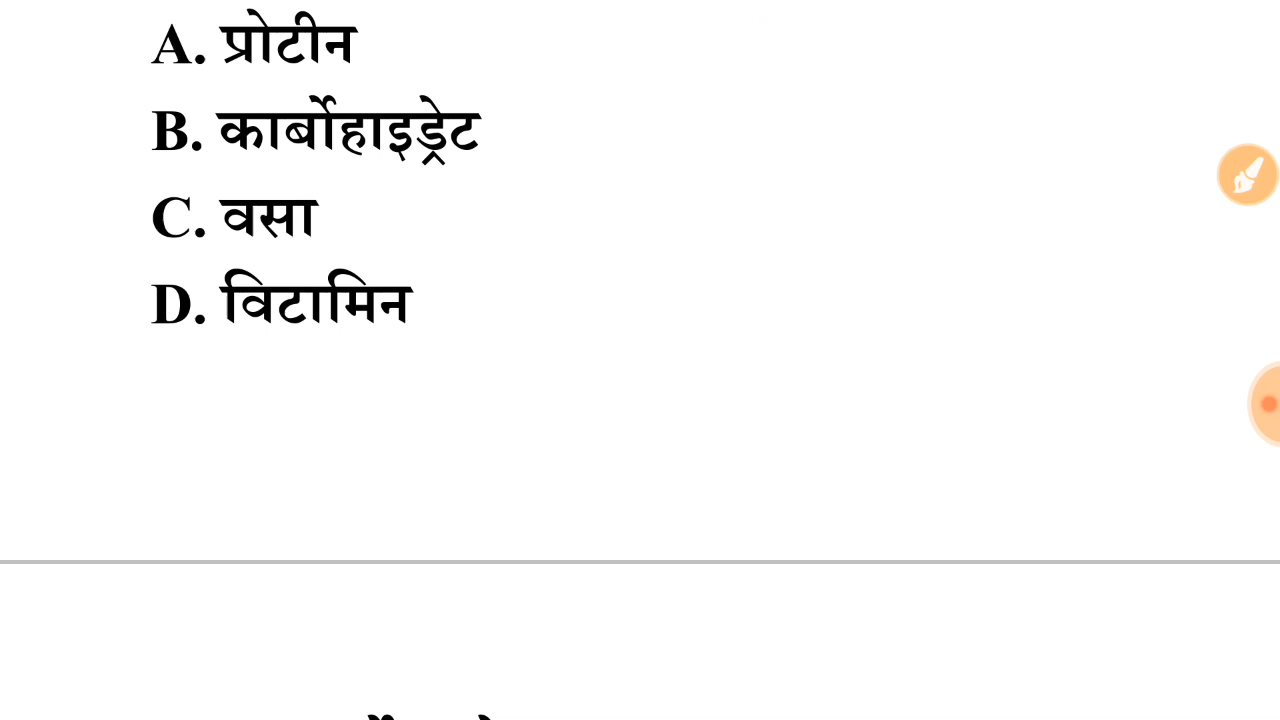 A. प्रोटीन
B. कार्बोहाइड्रेट
C. वसा
D. विटामिन